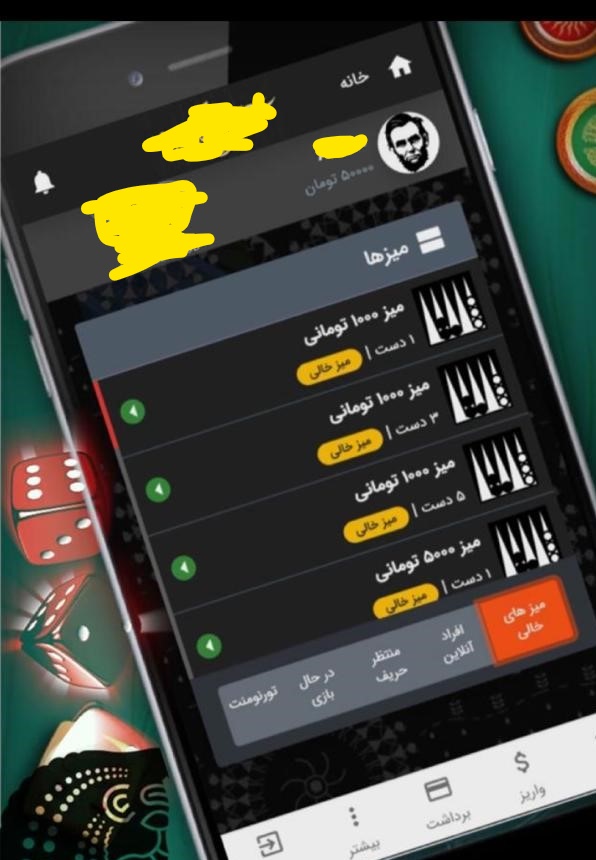 خانه
۵۰۰۰۰ تومان
میزها
میز ۱۰۰۰ تومانی
۱ دست | میز خالی
میز ۱۰۰۰ تومانی
۳ دست | میز خالی
میز ۱۰۰۰ تومانی
۵ دست | میز خالی
میز ۵۰۰۰ تومانی
۱ دست | میز خالی
میز های خالی
افراد آنلاین
منتظر حریف
در حال بازی
تورنومنت
واریز
برداشت
بیشتر